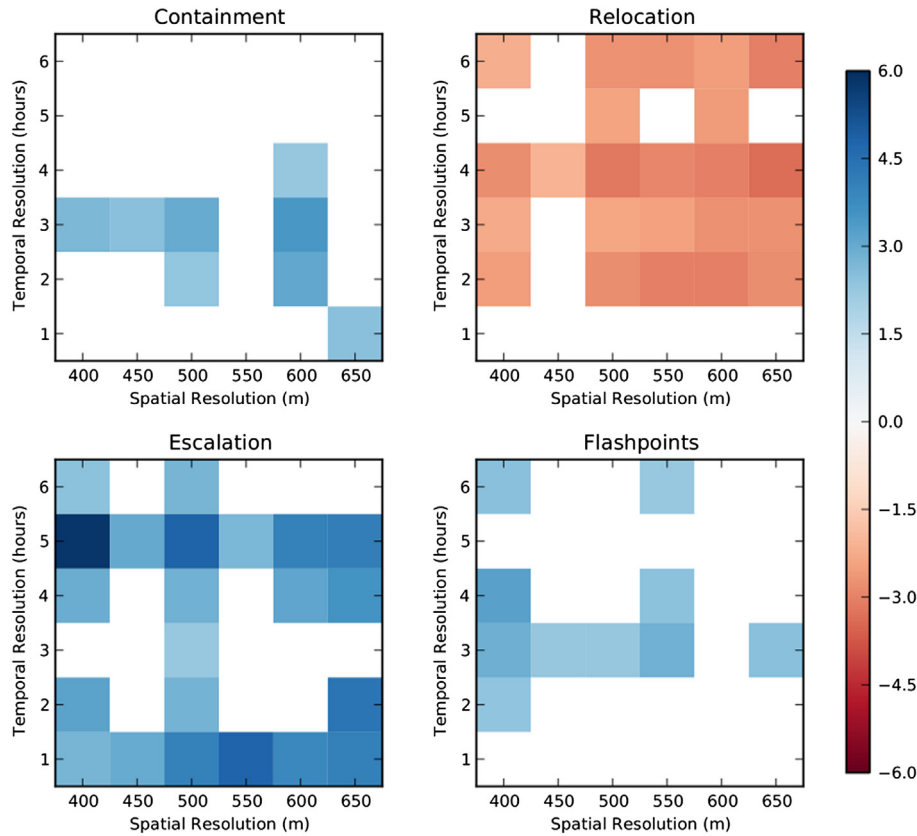 Containment
Relocation
Temporal Resolution (hours)
6
5
4
3
2
1
400 450 500 550 600 650
Spatial Resolution (m)
Temporal Resolution (hours)
6
5
4
3
2
1
400 450 500 550 600 650
Spatial Resolution (m)
Escalation
Flashpoints
Temporal Resolution (hours)
6
5
4
3
2
1
400 450 500 550 600 650
Spatial Resolution (m)
Temporal Resolution (hours)
6
5
4
3
2
1
400 450 500 550 600 650
Spatial Resolution (m)
6.0
4.5
3.0
1.5
0.0
−1.5
−3.0
−4.5
−6.0